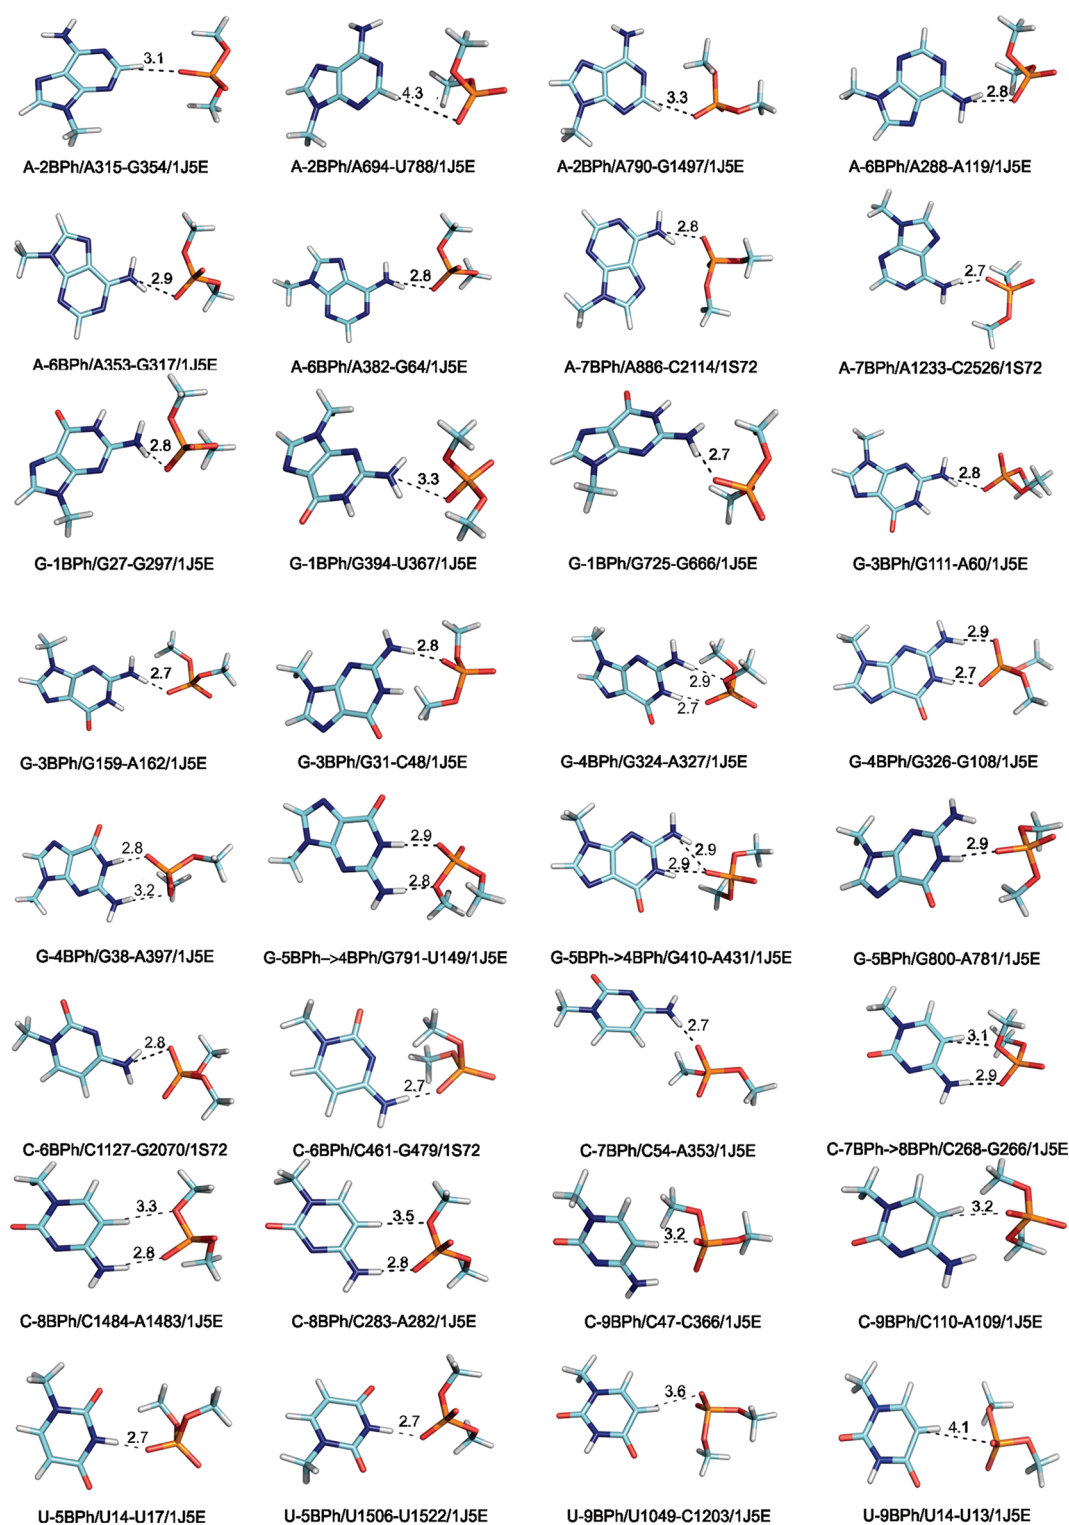 3.1 4.3 3.3 2.8
A-2BPh/A315-G354/1J5E A-2BPh/A694-U788/1J5E A-2BPh/A790-G1497/1J5E A-6BPh/A288-A119/1J5E
2.9 2.8 2.8 2.7
A-6BPh/A353-G317/1J5E A-6BPh/A382-G64/1J5E A-7BPh/A886-C2114/1S72 A-7BPh/A1233-C2526/1S72
2.8 3.3 2.7 2.8
G-1BPh/G27-G297/1J5E G-1BPh/G394-U367/1J5E G-1BPh/G725-G666/1J5E G-3BPh/G111-A60/1J5E
2.7 2.8 2.9 2.7 2.9 2.7
G-3BPh/G159-A162/1J5E G-3BPh/G31-C48/1J5E G-4BPh/G324-A327/1J5E G-4BPh/G326-G108/1J5E
2.8 3.2 2.9 2.8 2.9 2.9 2.9
G-4BPh/G38-A397/1J5E G-5BPh->4BPh/G791-U149/1J5E G-5BPh->4BPh/G410-A431/1J5E G-5BPh/G800-A781/1J5E
2.8 2.7 2.7 3.1 2.9
C-6BPh/C1127-G2070/1S72 C-6BPh/C461-G479/1S72 C-7BPh/C54-A353/1J5E C-7BPh->8BPh/C268-G266/1J5E
3.3 2.8 3.5 2.8 3.2 3.2
C-8BPh/C1484-A1483/1J5E C-8BPh/C283-A282/1J5E C-9BPh/C47-C366/1J5E C-9BPh/C110-A109/1J5E
2.7 2.7 3.6 4.1
U-5BPh/U14-U17/1J5E U-5BPh/U1506-U1522/1J5E U-9BPh/U1049-C1203/1J5E U-9BPh/U14-U13/1J5E